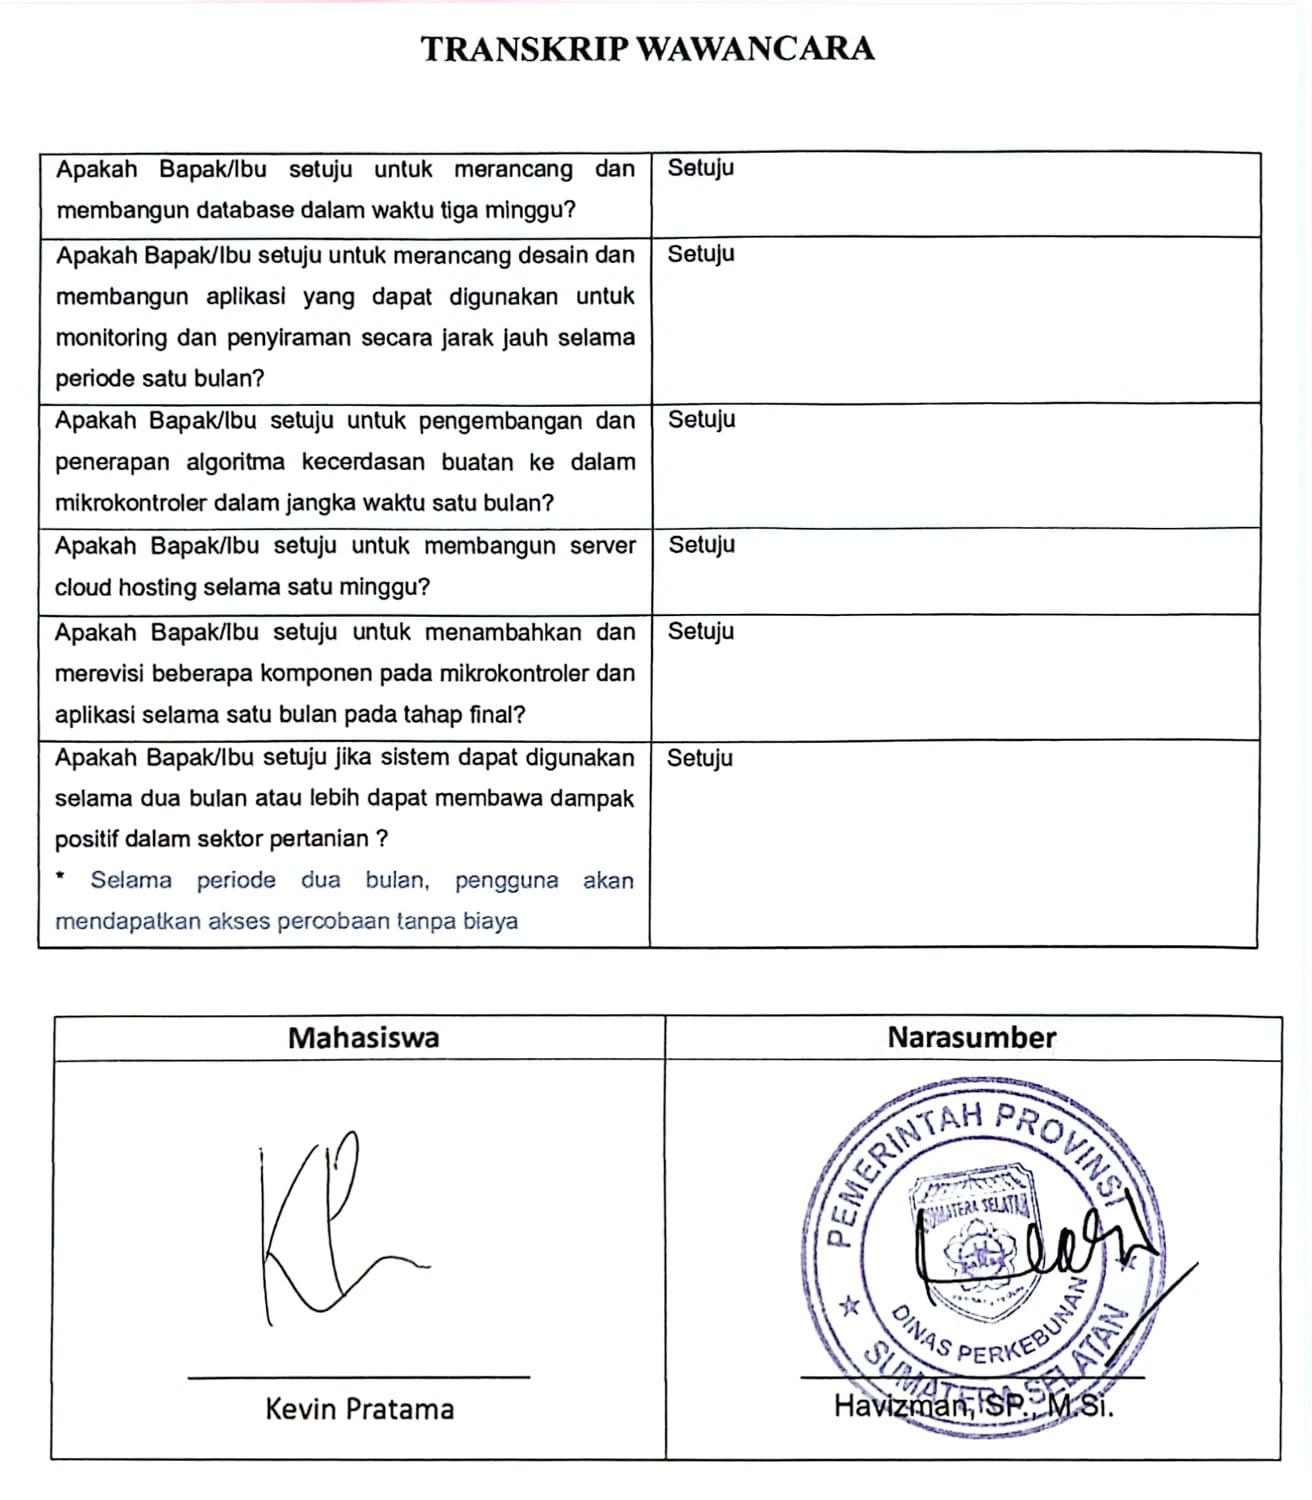 TRANSKRIP WAWANCARA
Apakah Bapak/Ibu setuju untuk merancang dan
membangun database dalam waktu tiga minggu?
Setuju
Apakah Bapak/Ibu setuju untuk merancang desain dan
membangun aplikasi yang dapat digunakan untuk
monitoring dan penyiraman secara jarak jauh selama
periode satu bulan?
Setuju
Apakah Bapak/Ibu setuju untuk pengembangan dan
penerapan algoritma kecerdasan buatan ke dalam
mikrokontroler dalam jangka waktu satu bulan?
Setuju
Apakah Bapak/Ibu setuju untuk membangun server
cloud hosting selama satu minggu?
Setuju
Apakah Bapak/Ibu setuju untuk menambahkan dan
merevisi beberapa komponen pada mikrokontroler dan
aplikasi selama satu bulan pada tahap final?
Setuju
Apakah Bapak/Ibu setuju jika sistem dapat digunakan
selama dua bulan atau lebih dapat membawa dampak
positif dalam sektor pertanian ?
* Selama periode dua bulan, pengguna akan
mendapatkan akses percobaan tanpa biaya
Setuju
Mahasiswa
Narasumber
PEMERINTAH PROVINSI
SUMATERA SELATAN
DINAS PERKEBUNAN
SUMATERA SELATAN
Kevin Pratama
Havizman, SP., M.Si.